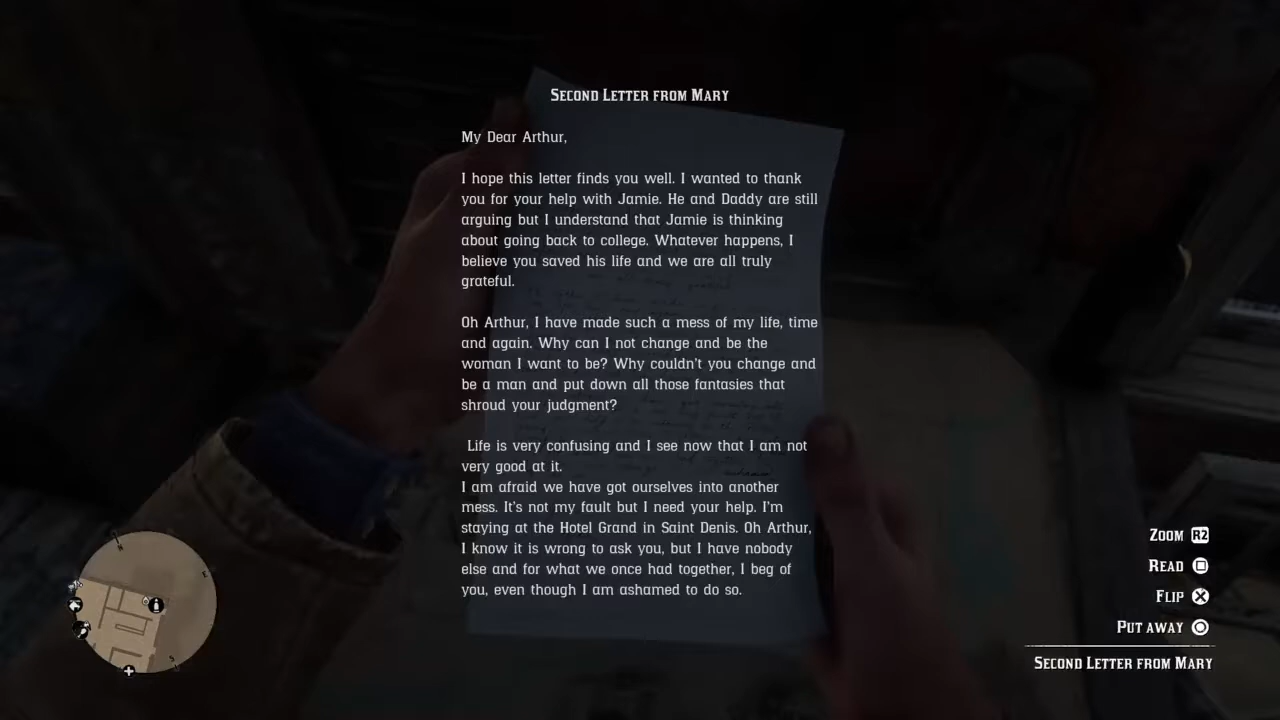 Second Letter from Mary
My Dear Arthur,
I hope this letter finds you well. I wanted to thank
you for your help with Jamie. He and Daddy are still
arguing but I understand that Jamie is thinking
about going back to college. Whatever happens, I
believe you saved his life and we are all truly
grateful.
Oh Arthur, I have made such a mess of my life, time
and again. Why can I not change and be the
woman I want to be? Why couldn't you change and
be a man and put down all those fantasies that
shroud your judgment?
Life is very confusing and I see now that I am not
very good at it.
I am afraid we have got ourselves into another
mess. It's not my fault but I need your help. I'm
staying at the Hotel Grand in Saint Denis. Oh Arthur,
I know it is wrong to ask you, but I have nobody
else and for what we once had together, I beg of
you, even though I am ashamed to do so.
Zoom R2
Read
Flip
Put away
Second Letter from Mary